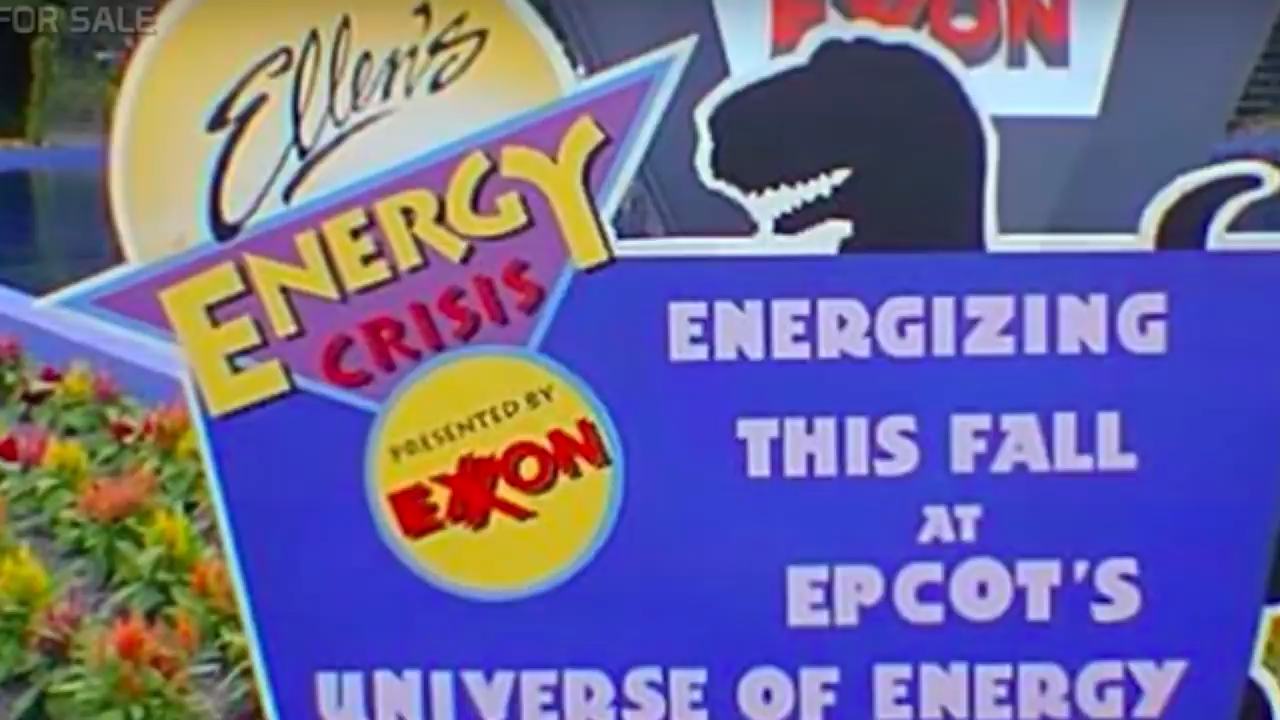 FOR SALE
EXXON
Ellen's
ENERGY
CRISIS
PRESENTED BY
EXXON
ENERGIZING
THIS FALL
AT
EPCOT'S
UNIVERSE OF ENERGY